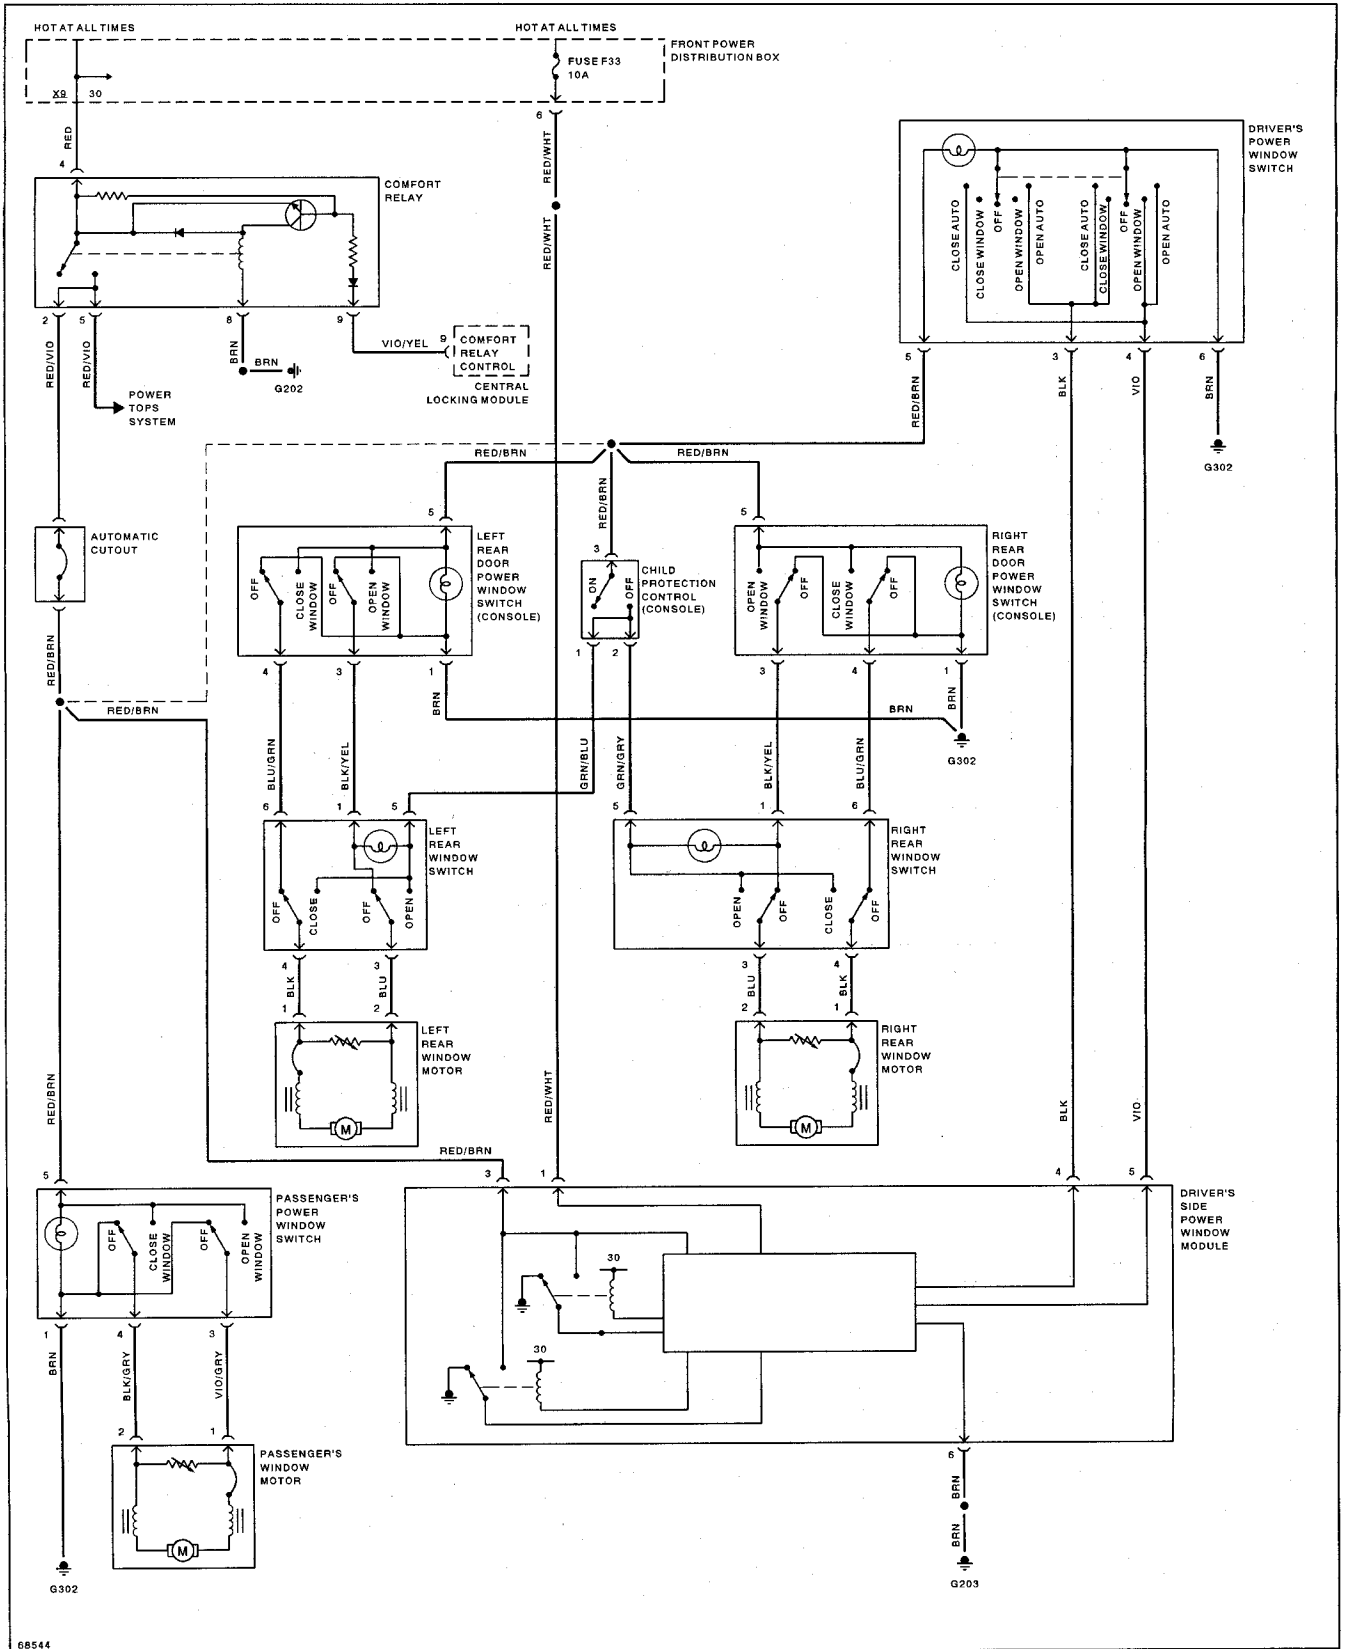 HOT AT ALL TIMES
HOT AT ALL TIMES
FRONT POWER
DISTRIBUTION BOX
FUSE F33
10A
X9 30
6
RED
RED/WHT
RED/WHT
4
COMFORT
RELAY
DRIVER'S
POWER
WINDOW
SWITCH
CLOSE AUTO
CLOSE WINDOW
OFF
OPEN WINDOW
OPEN AUTO
CLOSE AUTO
CLOSE WINDOW
OFF
OPEN WINDOW
OPEN AUTO
2 5 8 9
RED/VIO
RED/VIO
BRN
BRN
G202
VIO/YEL
9 COMFORT
RELAY
CONTROL
CENTRAL
LOCKING MODULE
POWER
TOPS
SYSTEM
5 3 4 6
RED/BRN
BLK
VIO
BRN
G302
RED/BRN
RED/BRN
RED/BRN
AUTOMATIC
CUTOUT
5
LEFT
REAR
DOOR
POWER
WINDOW
SWITCH
(CONSOLE)
OFF
CLOSE
WINDOW
OFF
OPEN
WINDOW
3
CHILD
PROTECTION
CONTROL
(CONSOLE)
ON
OFF
5
RIGHT
REAR
DOOR
POWER
WINDOW
SWITCH
(CONSOLE)
OPEN
WINDOW
OFF
CLOSE
WINDOW
OFF
4 3 1
1 2
3 4 1
RED/BRN
RED/BRN
BRN
BRN
BRN
G302
BLU/GRN
BLK/YEL
GRN/BLU
GRN/GRY
BLK/YEL
BLU/GRN
6 1 5
5 1 6
LEFT
REAR
WINDOW
SWITCH
OFF
CLOSE
OFF
OPEN
RIGHT
REAR
WINDOW
SWITCH
OPEN
OFF
CLOSE
OFF
4 3
3 4
BLK
BLU
BLU
BLK
1 2
2 1
LEFT
REAR
WINDOW
MOTOR
M
RIGHT
REAR
WINDOW
MOTOR
M
RED/BRN
RED/WHT
BLK
VIO
RED/BRN
5
3 1 4 5
PASSENGER'S
POWER
WINDOW
SWITCH
OFF
CLOSE
WINDOW
OFF
OPEN
WINDOW
DRIVER'S
SIDE
POWER
WINDOW
MODULE
30
30
1 4 3
BRN
BLK/GRY
VIO/GRY
2 1
PASSENGER'S
WINDOW
MOTOR
M
6
BRN
BRN
G302
G203
68544